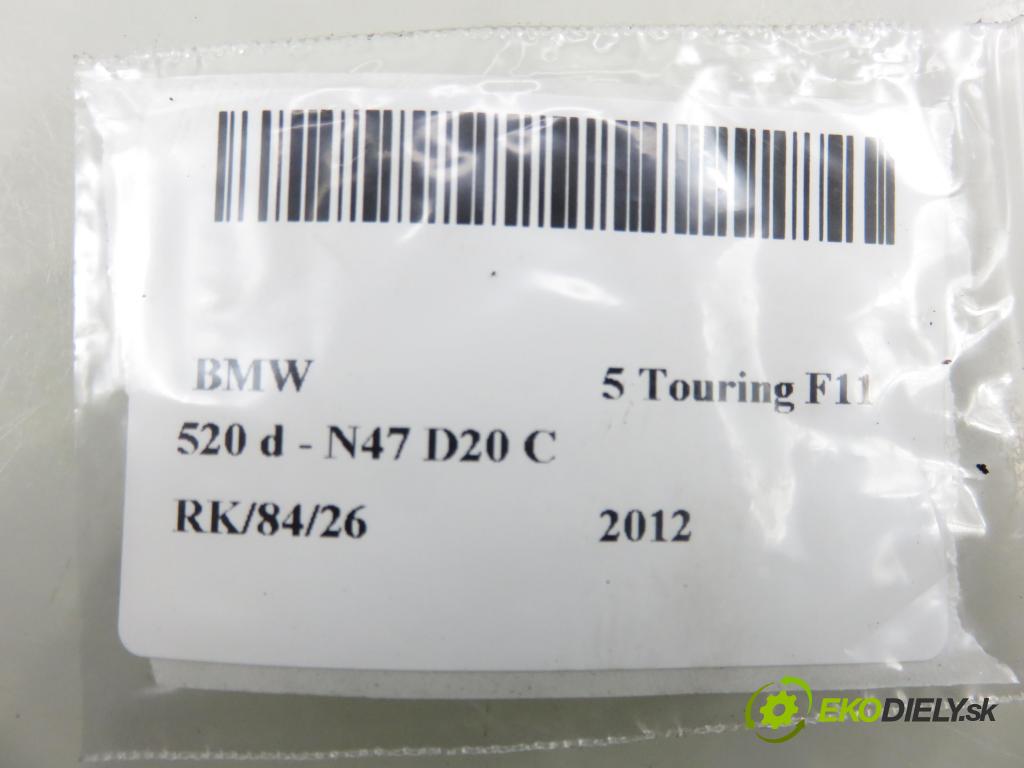 BMW 5 Touring F11
520 d - N47 D20 C
RK/84/26 2012
EKODIELY.sk